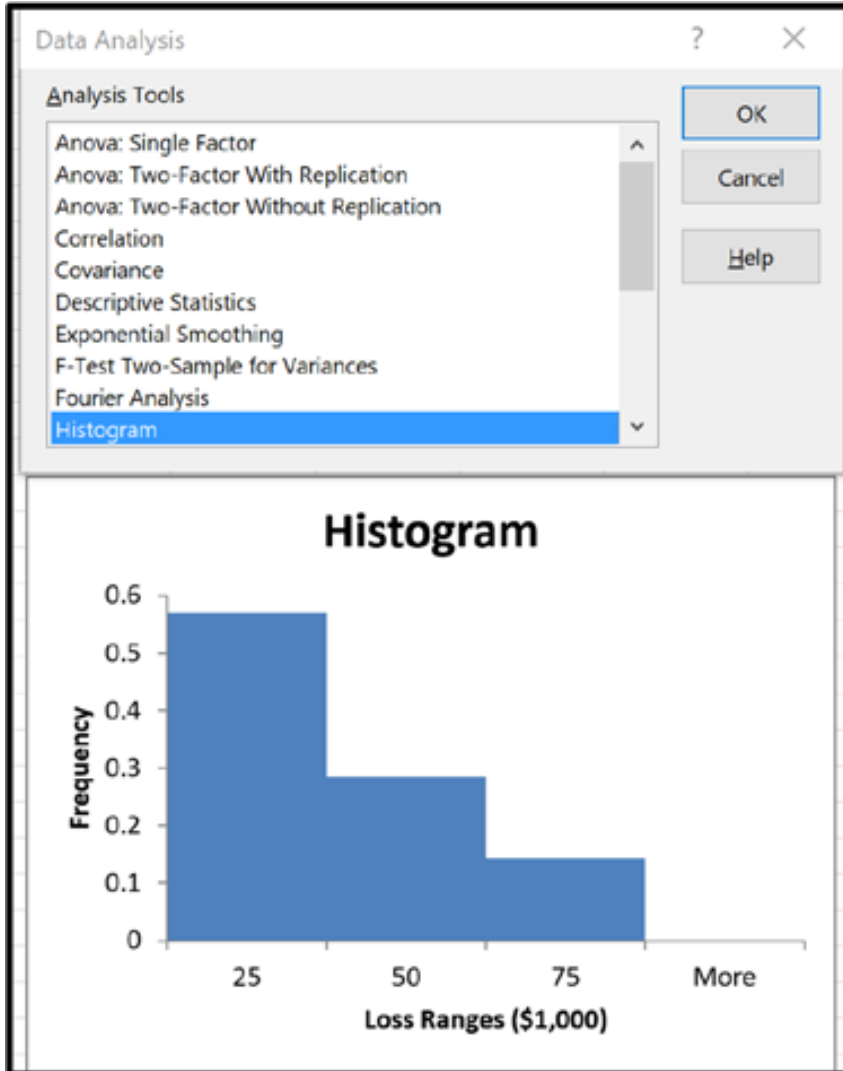 Data Analysis ? ×
Analysis Tools
Anova: Single Factor
Anova: Two-Factor With Replication
Anova: Two-Factor Without Replication
Correlation
Covariance
Descriptive Statistics
Exponential Smoothing
F-Test Two-Sample for Variances
Fourier Analysis
Histogram
OK
Cancel
Help
Histogram
Frequency
0.6
0.5
0.4
0.3
0.2
0.1
0
25 50 75 More
Loss Ranges ($1,000)